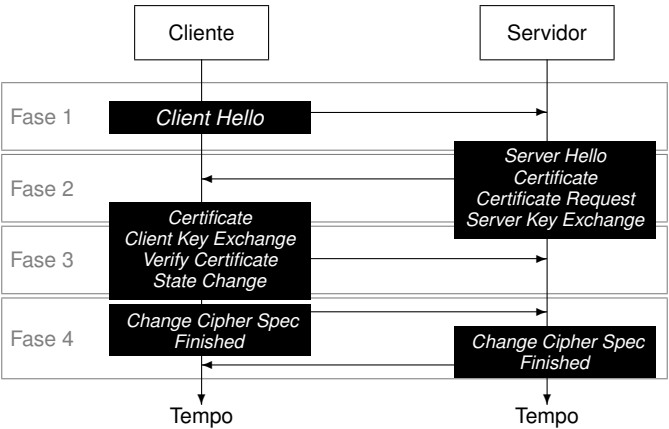 Cliente
Servidor
Fase 1
Client Hello
Server Hello
Certificate
Certificate Request
Server Key Exchange
Fase 2
Certificate
Client Key Exchange
Verify Certificate
State Change
Fase 3
Change Cipher Spec
Finished
Fase 4
Change Cipher Spec
Finished
Tempo
Tempo